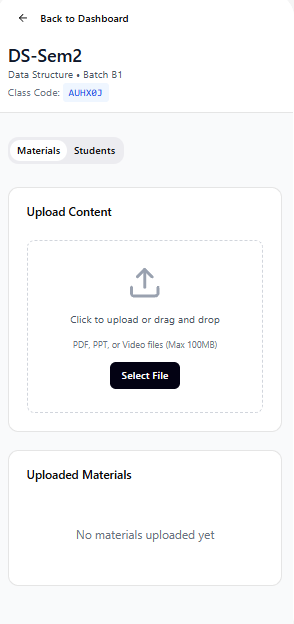 Back to Dashboard
DS-Sem2
Data Structure • Batch B1
Class Code: AUHX0J
Materials Students
Upload Content
Click to upload or drag and drop
PDF, PPT, or Video files (Max 100MB)
Select File
Uploaded Materials
No materials uploaded yet